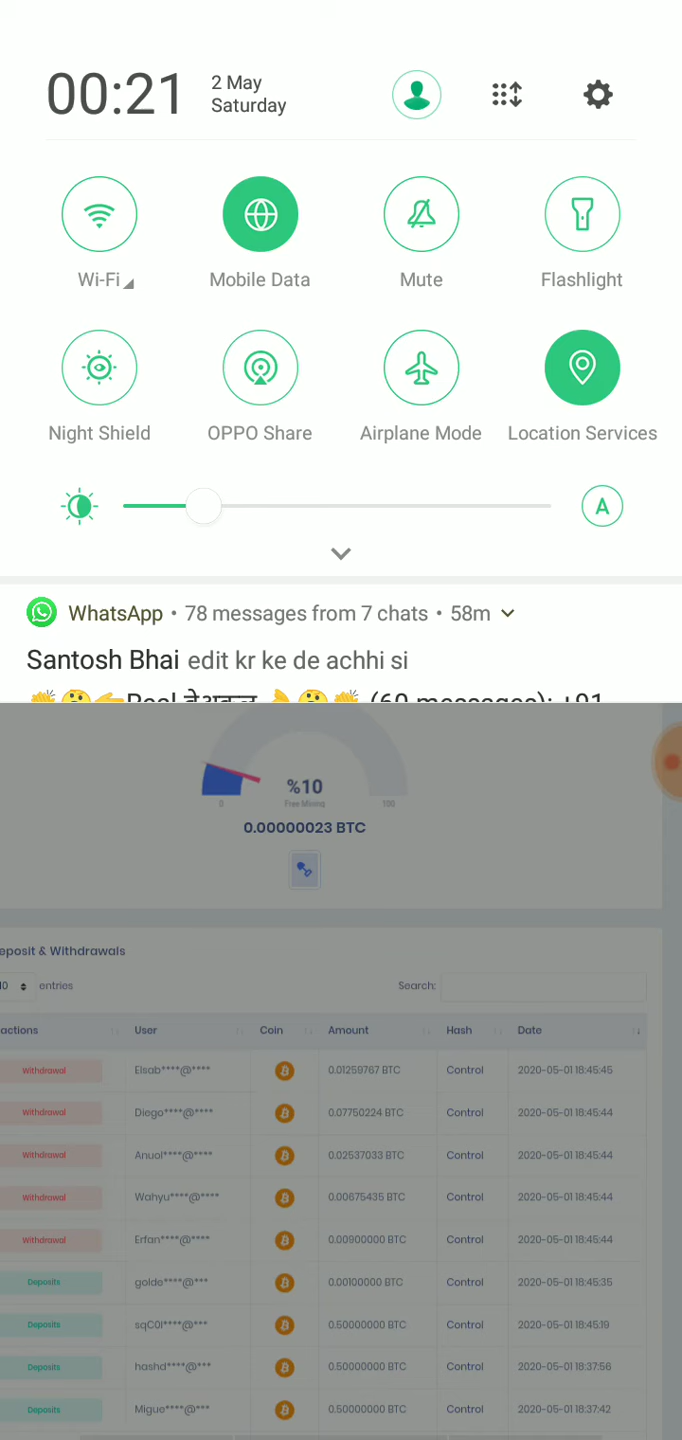 00:21
2 May
Saturday
Wi-Fi
Mobile Data
Mute
Flashlight
Night Shield
OPPO Share
Airplane Mode
Location Services
A
WhatsApp • 78 messages from 7 chats • 58m
Santosh Bhai edit kr ke de achhi si
👏🤔👉Real बेअकल 👌🤔👏 (60 messages): +91
%10
0 Free Mining 100
0.00000023 BTC
eposit & Withdrawals
10 entries Search:
actions User Coin Amount Hash Date
Withdrawal Elsab****@**** 0.01259767 BTC Control 2020-05-01 18:45:45
Withdrawal Diego****@**** 0.07750224 BTC Control 2020-05-01 18:45:44
Withdrawal Anuol****@**** 0.02537033 BTC Control 2020-05-01 18:45:44
Withdrawal Wahyu****@**** 0.00675435 BTC Control 2020-05-01 18:45:44
Withdrawal Erfan****@**** 0.00900000 BTC Control 2020-05-01 18:45:44
Deposits goldo****@*** 0.00100000 BTC Control 2020-05-01 18:45:35
Deposits sqC0l****@*** 0.50000000 BTC Control 2020-05-01 18:45:19
Deposits hashd****@*** 0.50000000 BTC Control 2020-05-01 18:37:56
Deposits Migue****@*** 0.50000000 BTC Control 2020-05-01 18:37:42